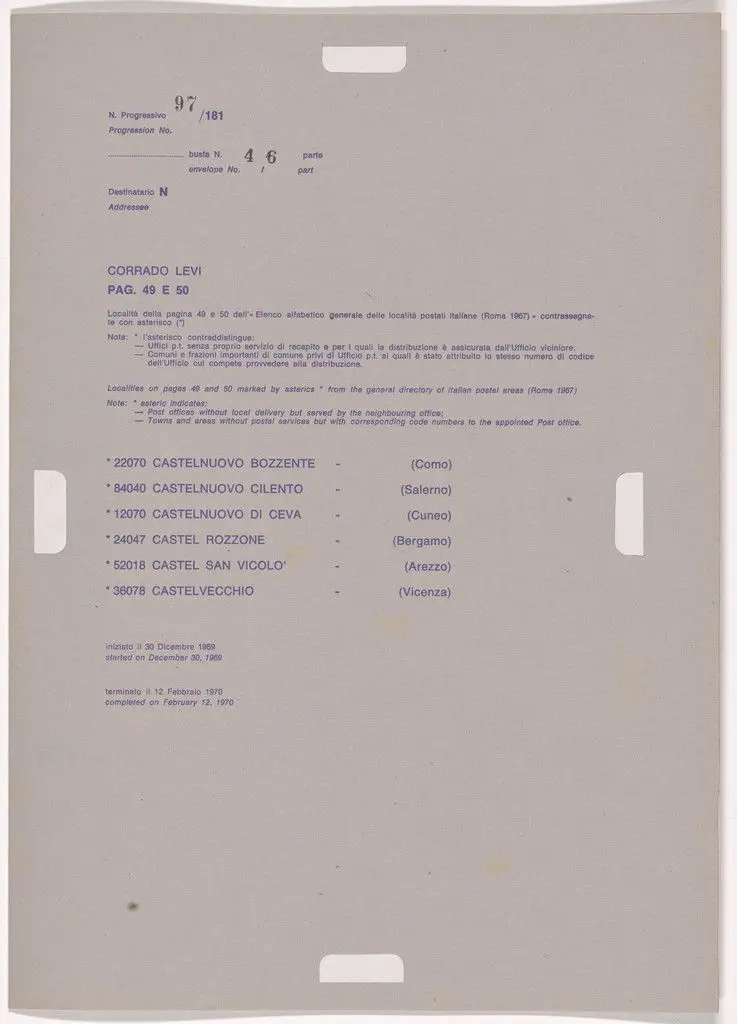 N. Progressivo 97 /181
Progression No.
busta N. 4 6 parte
envelope No. / part
Destinatario N
Addressee
CORRADO LEVI
PAG. 49 E 50
Località della pagina 49 e 50 dell'« Elenco alfabetico generale delle località postali italiane (Roma 1967) » contrassegna-
te con asterisco (*)
Note: * l'asterisco contraddistingue:
— Uffici p.t. senza proprio servizio di recapito e per i quali la distribuzione è assicurata dall'Ufficio viciniore;
— Comuni e frazioni importanti di comune privi di Ufficio p.t. ai quali è stato attribuito lo stesso numero di codice
dell'Ufficio cui compete provvedere alla distribuzione.
Localities on pages 49 and 50 marked by asterics * from the general directory of Italian postal areas (Rome 1967)
Note: * asteric indicates:
— Post offices without local delivery but served by the neighbouring office;
— Towns and areas without postal services but with corresponding code numbers to the appointed Post office.
* 22070 CASTELNUOVO BOZZENTE - (Como)
* 84040 CASTELNUOVO CILENTO - (Salerno)
* 12070 CASTELNUOVO DI CEVA - (Cuneo)
* 24047 CASTEL ROZZONE - (Bergamo)
* 52018 CASTEL SAN VICOLO' - (Arezzo)
* 36078 CASTELVECCHIO - (Vicenza)
iniziato il 30 Dicembre 1969
started on December 30, 1969
terminato il 12 Febbraio 1970
completed on February 12, 1970